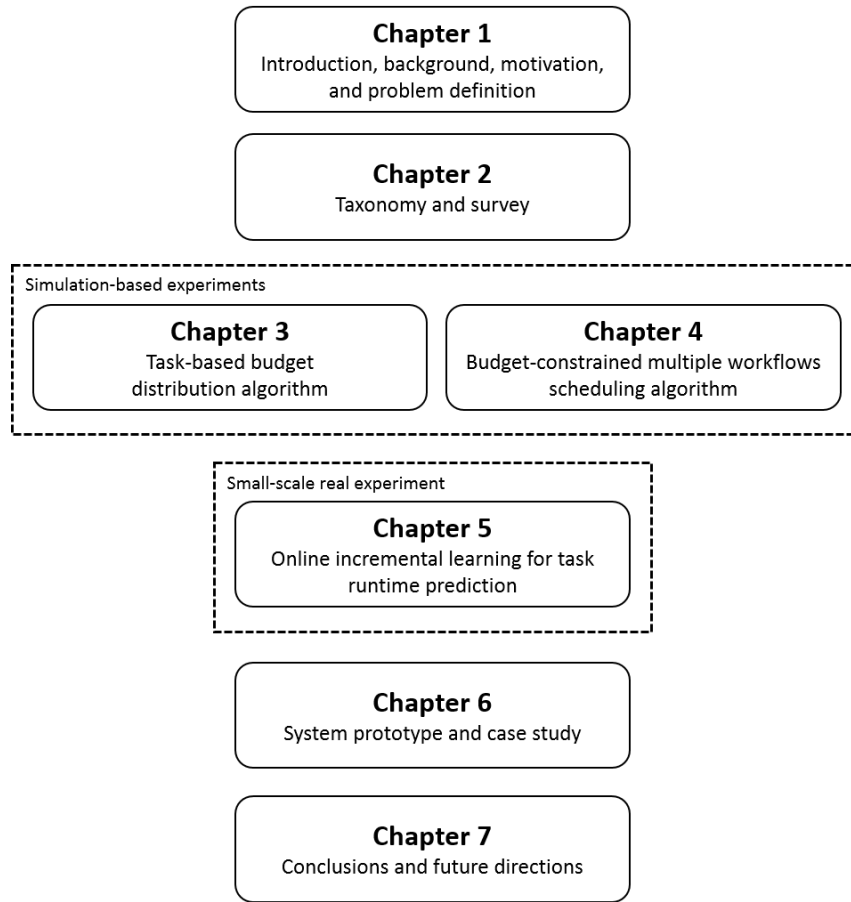 Chapter 1
Introduction, background, motivation,
and problem definition
Chapter 2
Taxonomy and survey
Simulation-based experiments
Chapter 3
Task-based budget
distribution algorithm
Chapter 4
Budget-constrained multiple workflows
scheduling algorithm
Small-scale real experiment
Chapter 5
Online incremental learning for task
runtime prediction
Chapter 6
System prototype and case study
Chapter 7
Conclusions and future directions